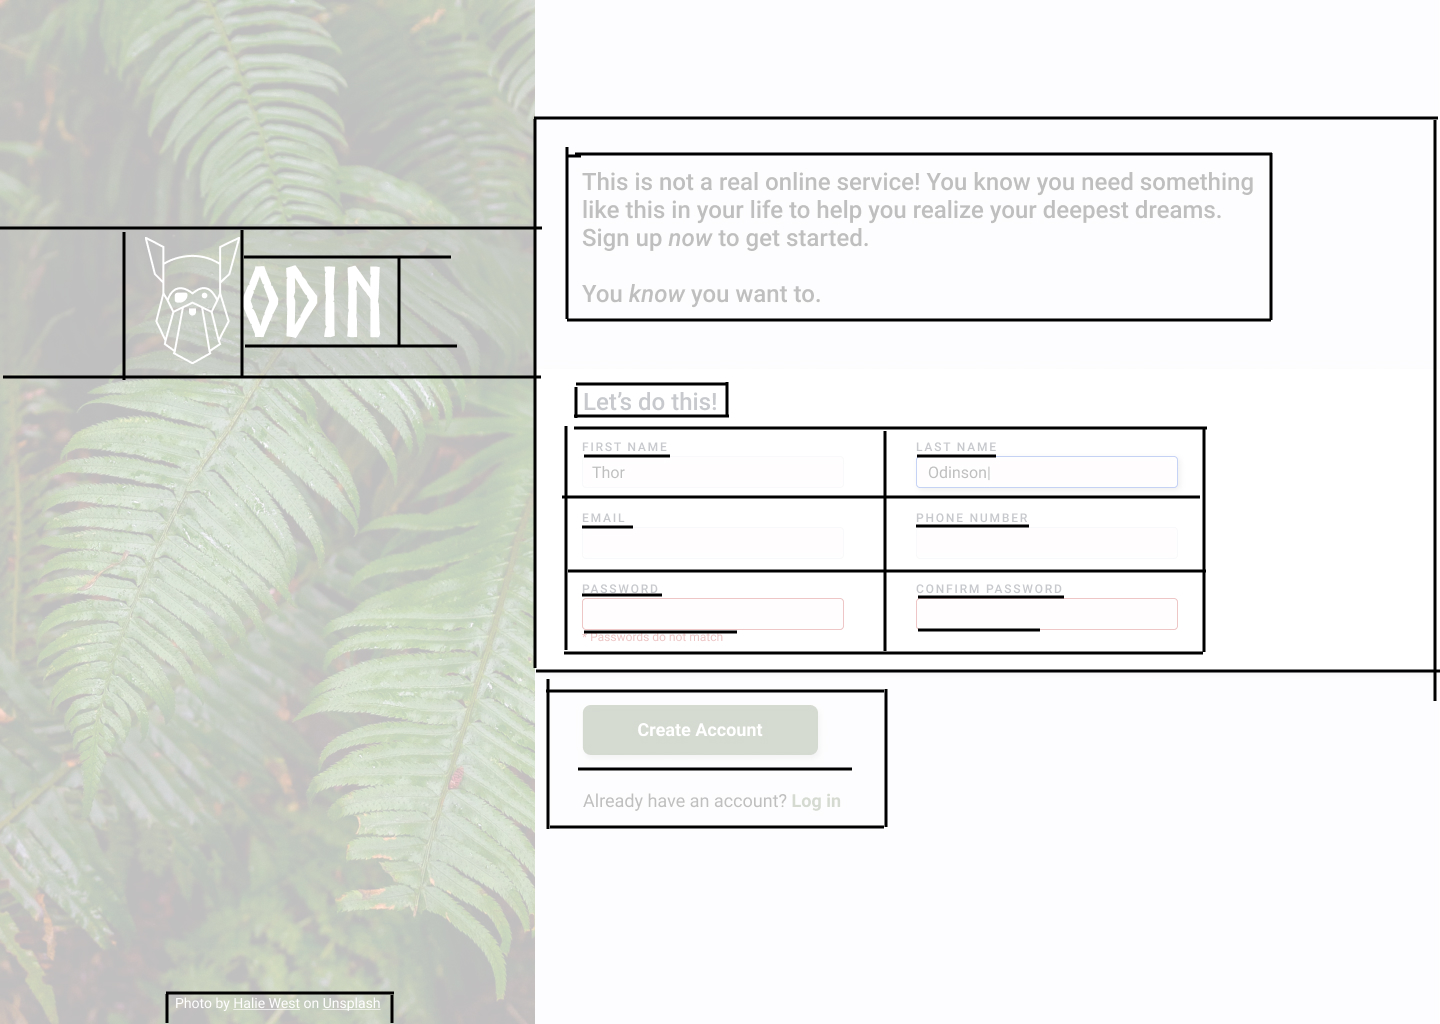 ODIN
This is not a real online service! You know you need something
like this in your life to help you realize your deepest dreams.
Sign up now to get started.
You know you want to.
Let's do this!
FIRST NAME
Thor
LAST NAME
Odinson|
EMAIL
PHONE NUMBER
PASSWORD
* Passwords do not match
CONFIRM PASSWORD
Create Account
Already have an account? Log in
Photo by Halie West on Unsplash